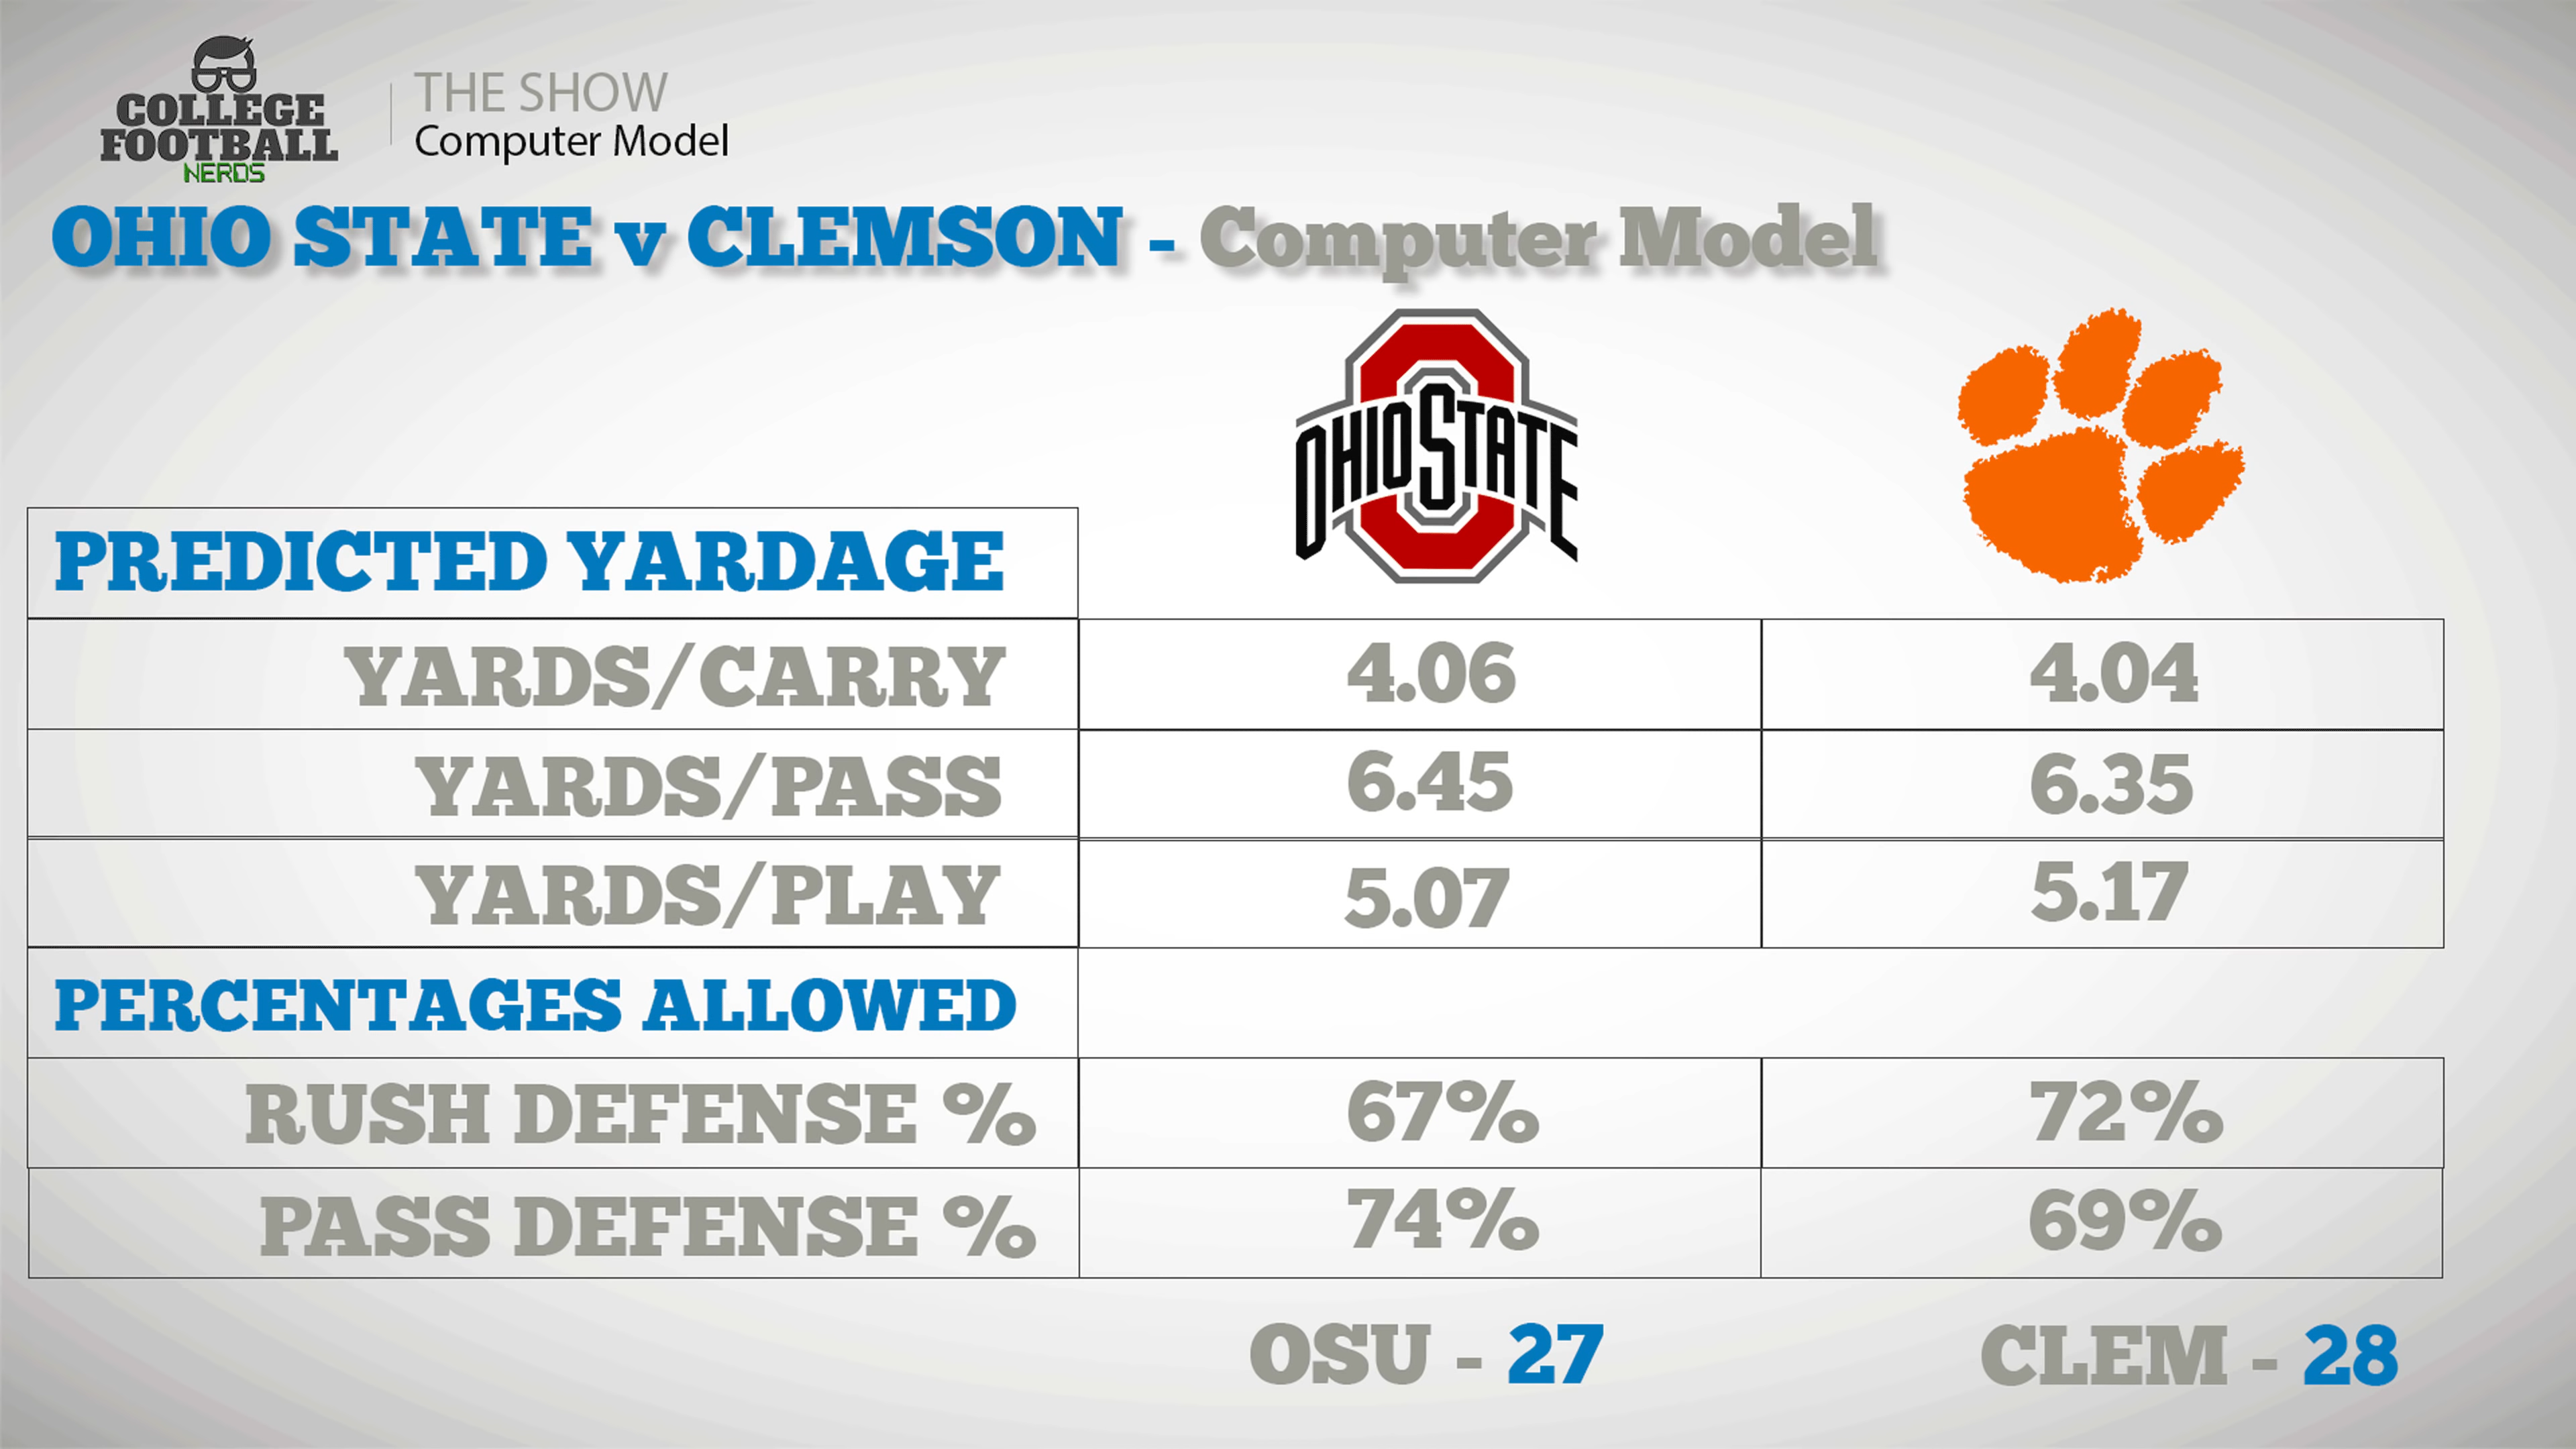 COLLEGE
FOOTBALL
NERDS
THE SHOW
Computer Model
OHIO STATE v CLEMSON - Computer Model
OHIO STATE
PREDICTED YARDAGE
YARDS/CARRY 4.06 4.04
YARDS/PASS 6.45 6.35
YARDS/PLAY 5.07 5.17
PERCENTAGES ALLOWED
RUSH DEFENSE % 67% 72%
PASS DEFENSE % 74% 69%
OSU - 27 CLEM - 28